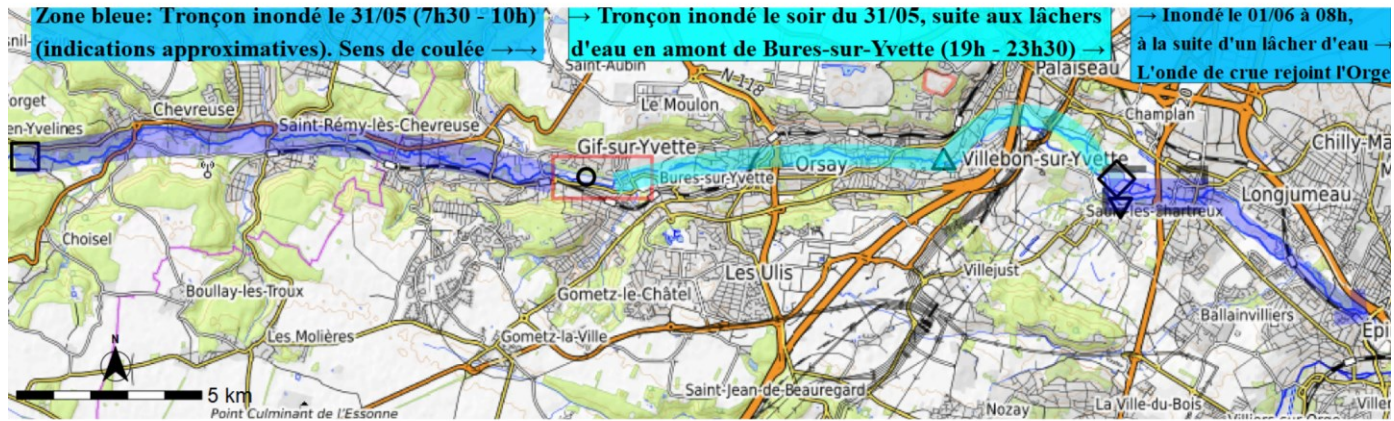 Zone bleue: Tronçon inondé le 31/05 (7h30 - 10h)
(indications approximatives). Sens de coulée →→
→ Tronçon inondé le soir du 31/05, suite aux lâchers
d'eau en amont de Bures-sur-Yvette (19h - 23h30) →
→ Inondé le 01/06 à 08h,
à la suite d'un lâcher d'eau →
L'onde de crue rejoint l'Orge
Saint-Aubin
N 118
Palaiseau
Le Moulon
Chevreuse
Champlan
en-Yvelines
Saint-Rémy-lès-Chevreuse
Gif-sur-Yvette
Chilly-Ma
Orsay
Villebon-sur-Yvette
Bures-sur-Yvette
Longjumeau
Choisel
Les Ulis
Villejust
Boullay-les-Troux
Gometz-le-Châtel
Ballainvilliers
Les Molières
Gometz-la-Ville
N
5 km
Saint-Jean-de-Beauregard
Point Culminant de l'Essonne
Nozay
La Ville-du-Bois